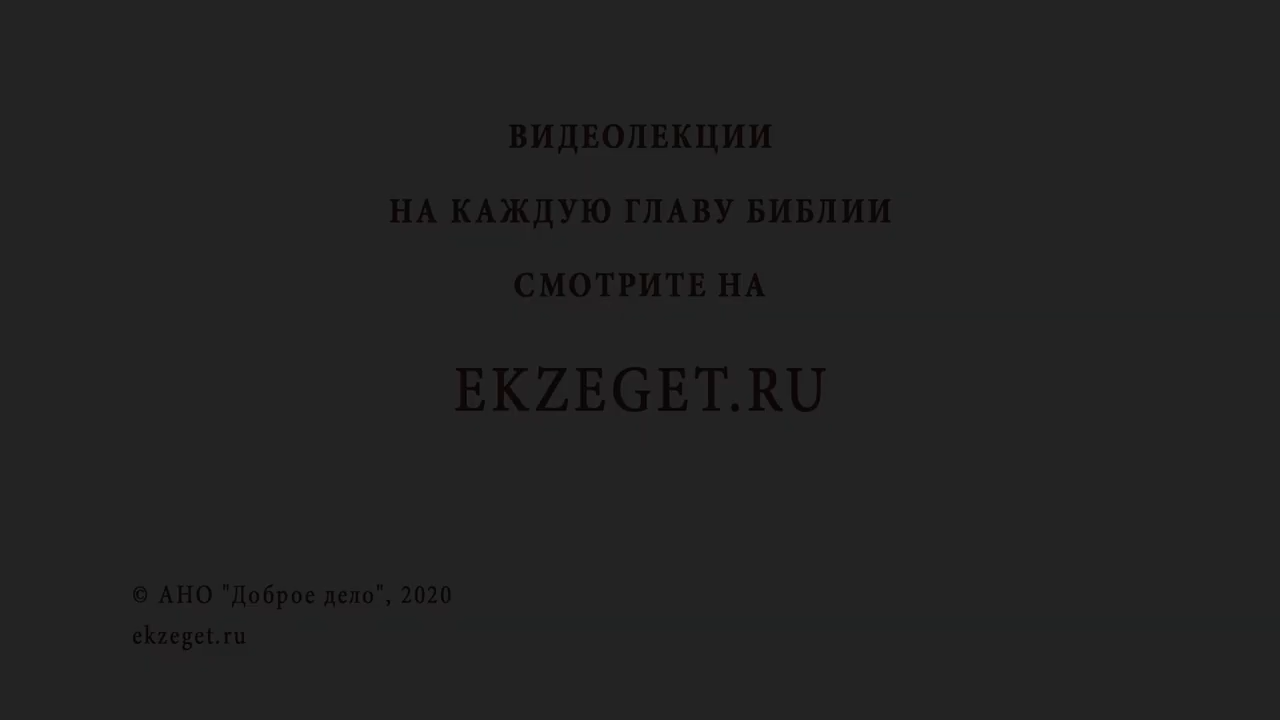 ВИДЕОЛЕКЦИИ
НА КАЖДУЮ ГЛАВУ БИБЛИИ
СМОТРИТЕ НА
EKZEGET.RU
© АНО "Доброе дело", 2020
ekzeget.ru